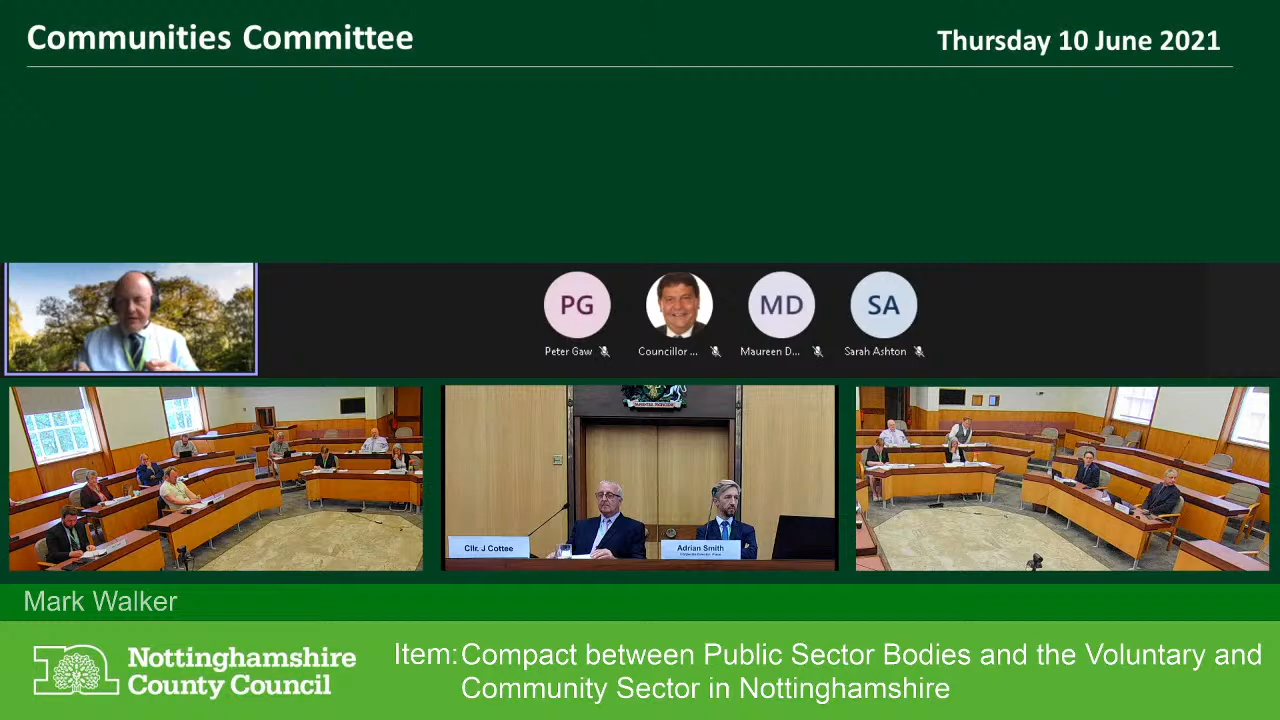 Communities Committee
Thursday 10 June 2021
PG
MD
SA
Peter Gaw
Councillor ...
Maureen D...
Sarah Ashton
Cllr. J Cottee
Adrian Smith
Mark Walker
Nottinghamshire
County Council
Item: Compact between Public Sector Bodies and the Voluntary and
Community Sector in Nottinghamshire